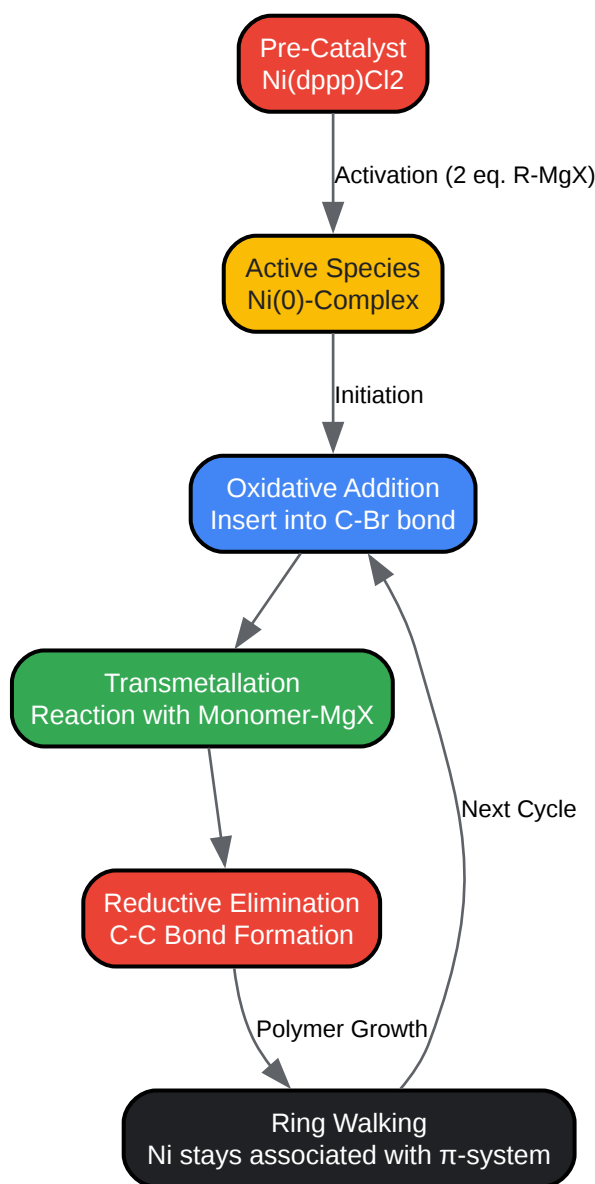 Pre-Catalyst
Ni(dppp)Cl2
Activation (2 eq. R-MgX)
Active Species
Ni(0)-Complex
Initiation
Oxidative Addition
Insert into C-Br bond
Transmetallation
Reaction with Monomer-MgX
Next Cycle
Reductive Elimination
C-C Bond Formation
Polymer Growth
Ring Walking
Ni stays associated with π-system